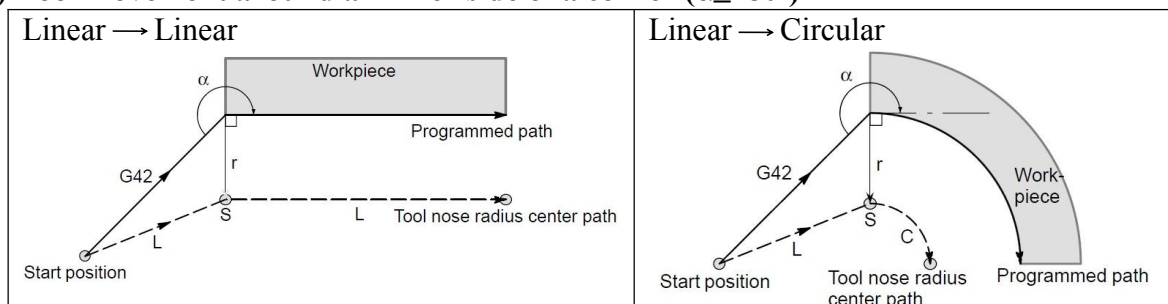 Linear → Linear
Workpiece
α
Programmed path
G42
r
S
L
L
Tool nose radius center path
Start position
Linear → Circular
α
G42
r
Work-
piece
S
L
C
Start position
Tool nose radius
center path
Programmed path